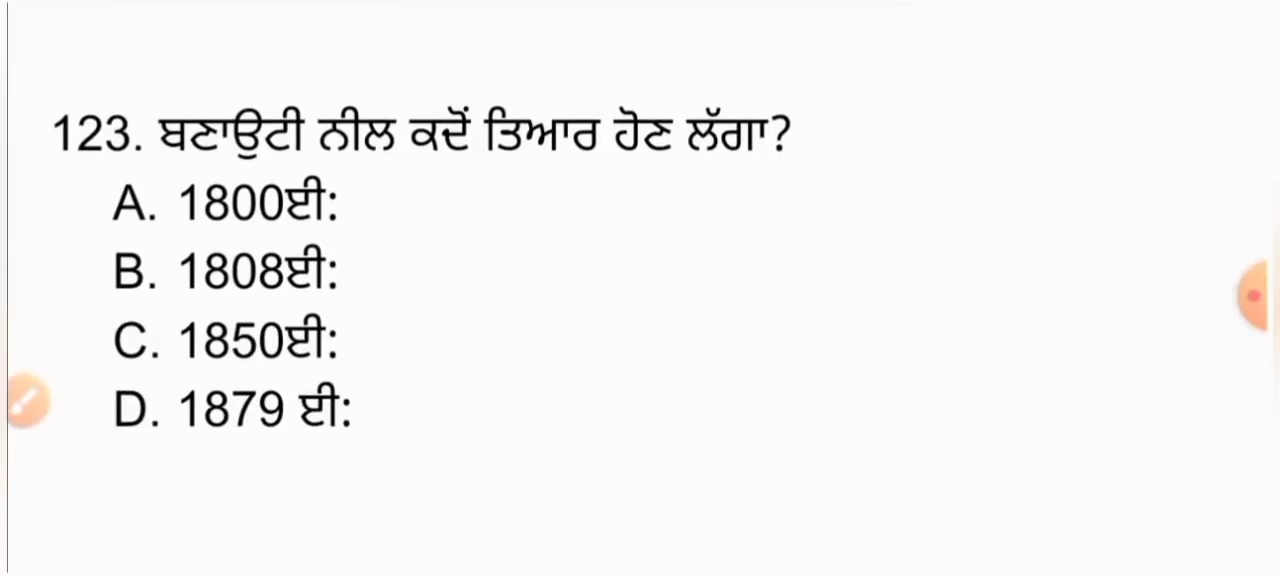 123. ਬਣਾਉਟੀ ਨੀਲ ਕਦੋਂ ਤਿਆਰ ਹੋਣ ਲੱਗਾ?
A. 1800ਈ:
B. 1808ਈ:
C. 1850ਈ:
D. 1879 ਈ: